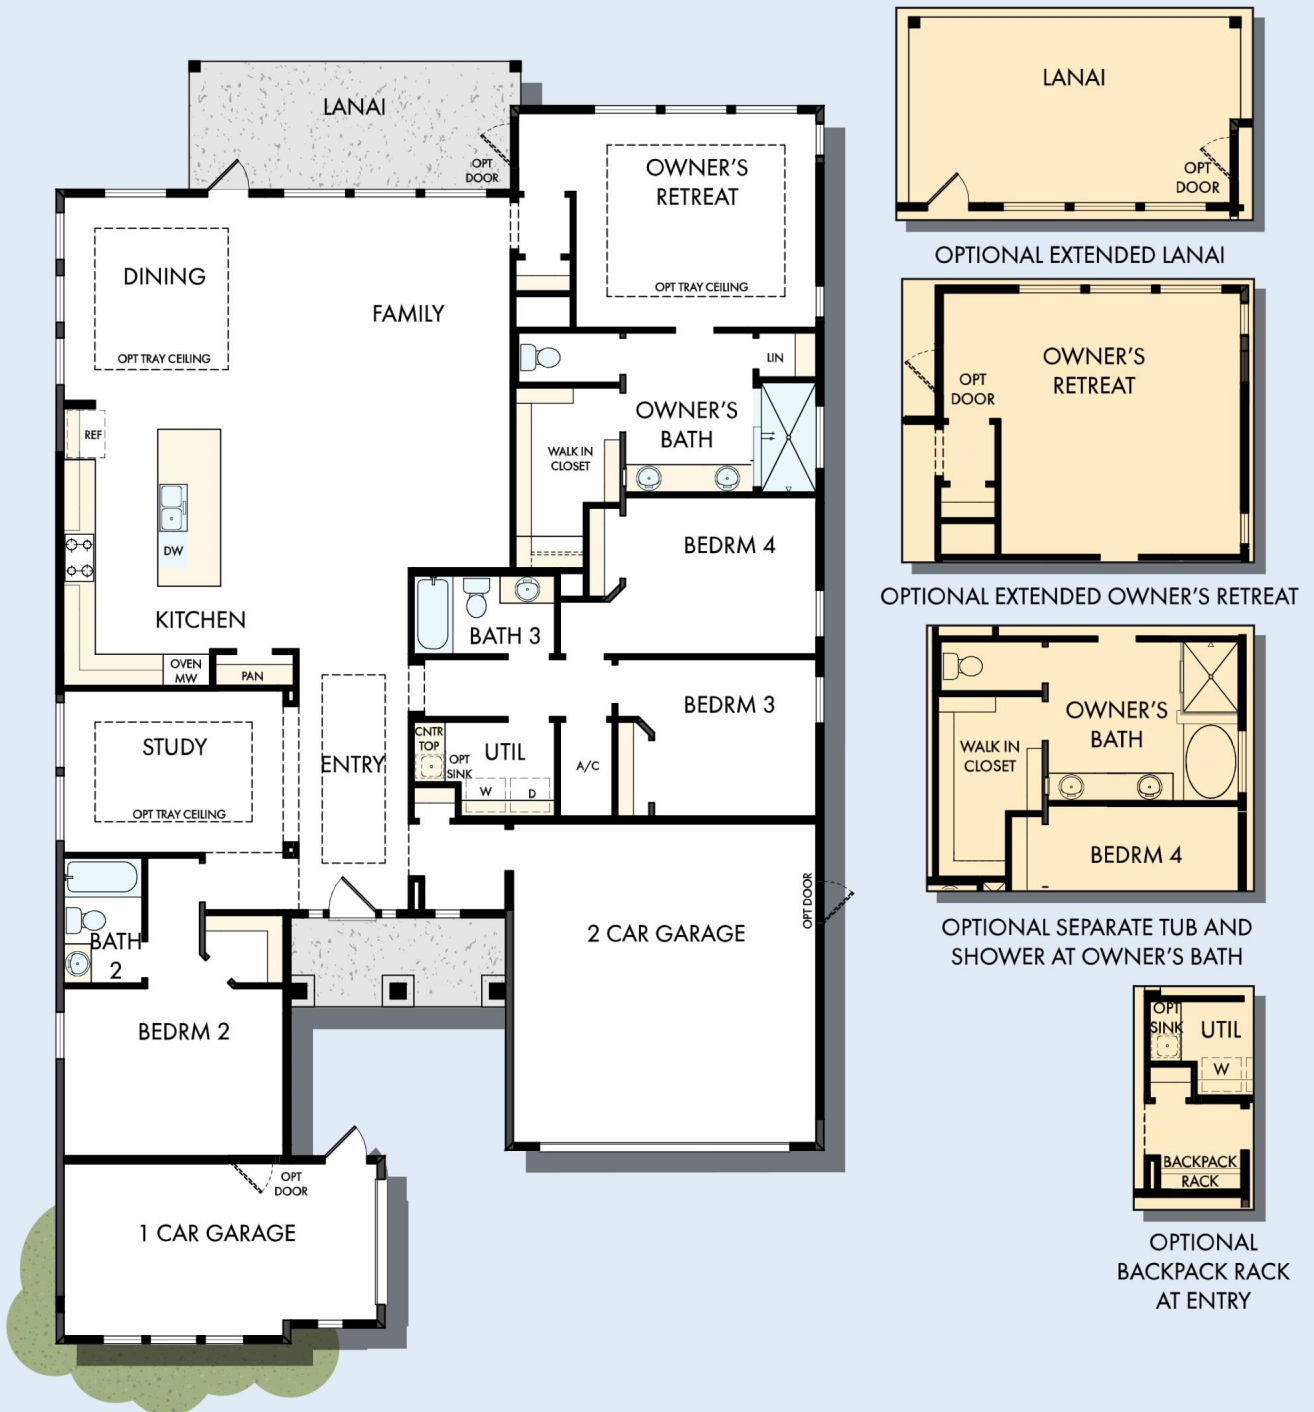 LANAI
OPT
DOOR
OWNER'S
RETREAT
OPT TRAY CEILING
DINING
OPT TRAY CEILING
FAMILY
LIN
OWNER'S
BATH
WALK IN
CLOSET
REF
DW
KITCHEN
OVEN
MW
PAN
BEDRM 4
BATH 3
BEDRM 3
STUDY
OPT TRAY CEILING
ENTRY
CNTR
TOP
OPT
SINK
UTIL
W
D
A/C
BATH
2
BEDRM 2
2 CAR GARAGE
OPT DOOR
OPT
DOOR
1 CAR GARAGE
LANAI
OPT
DOOR
OPTIONAL EXTENDED LANAI
OWNER'S
RETREAT
OPT
DOOR
OPTIONAL EXTENDED OWNER'S RETREAT
OWNER'S
BATH
WALK IN
CLOSET
BEDRM 4
OPTIONAL SEPARATE TUB AND
SHOWER AT OWNER'S BATH
OPT
SINK
UTIL
W
BACKPACK
RACK
OPTIONAL
BACKPACK RACK
AT ENTRY